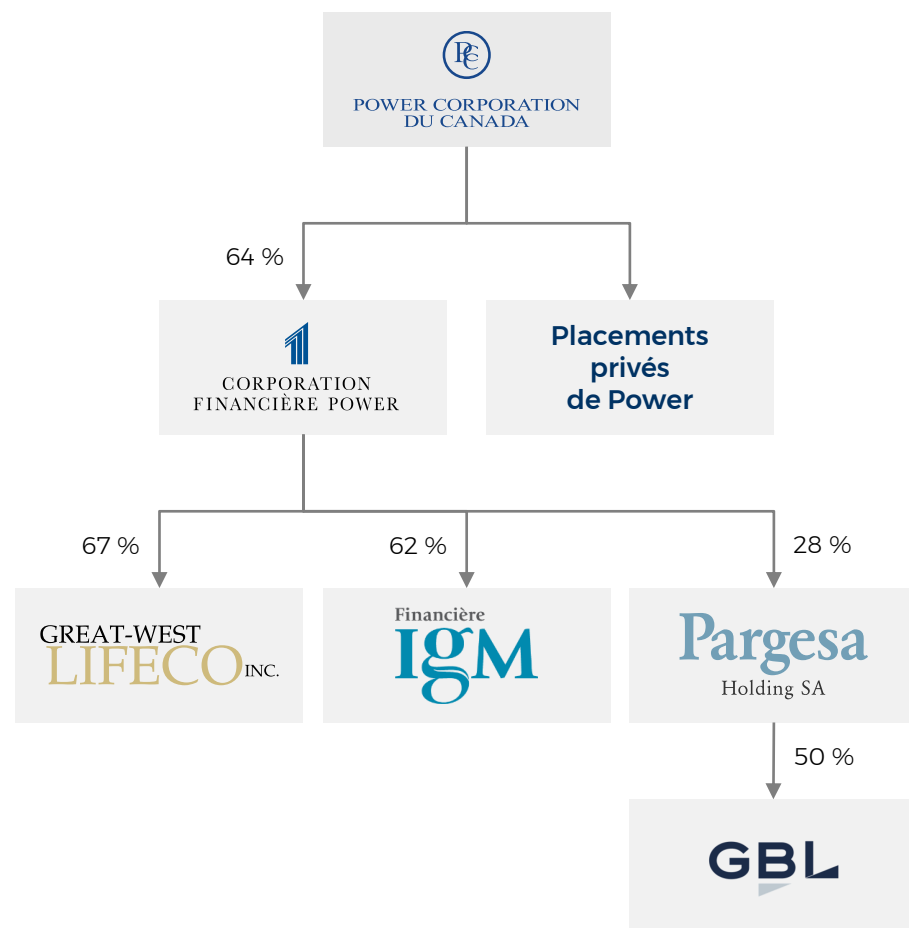 PCC
POWER CORPORATION
DU CANADA
64 %
CORPORATION
FINANCIÈRE POWER
Placements
privés
de Power
67 %
62 %
28 %
GREAT-WEST
LIFECO INC.
Financière
IgM
Pargesa
Holding SA
50 %
GBL